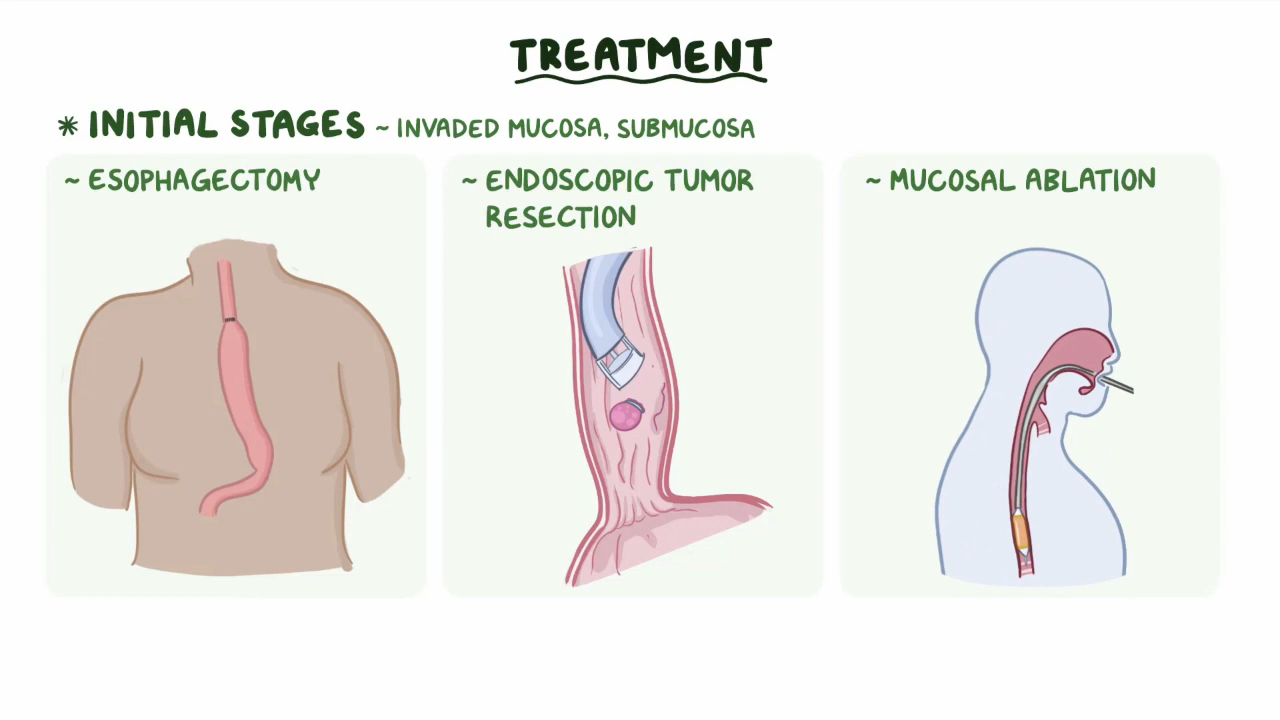 TREATMENT
* INITIAL STAGES ~ INVADED MUCOSA, SUBMUCOSA
~ ESOPHAGECTOMY
~ ENDOSCOPIC TUMOR
RESECTION
~ MUCOSAL ABLATION